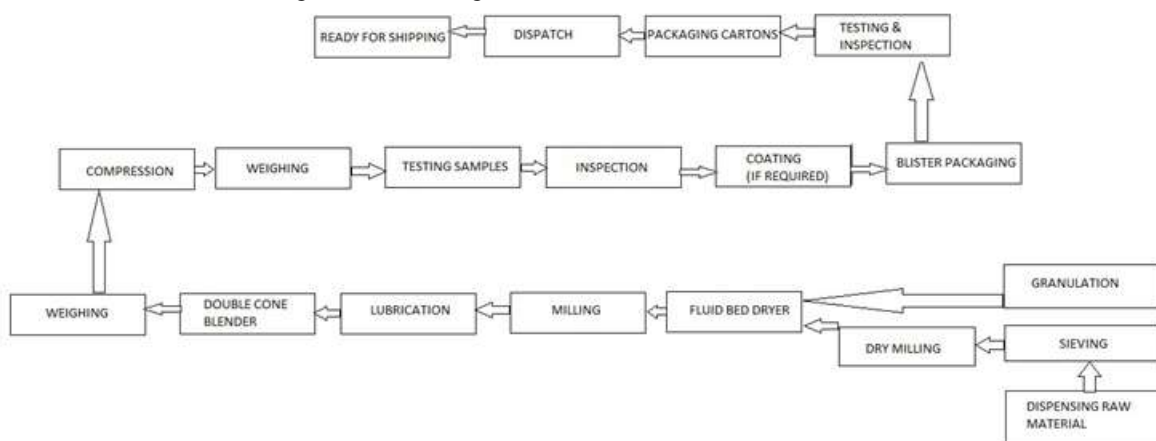 READY FOR SHIPPING
DISPATCH
PACKAGING CARTONS
TESTING &
INSPECTION
COMPRESSION
WEIGHING
TESTING SAMPLES
INSPECTION
COATING
(IF REQUIRED)
BLISTER PACKAGING
WEIGHING
DOUBLE CONE
BLENDER
LUBRICATION
MILLING
FLUID BED DRYER
GRANULATION
DRY MILLING
SIEVING
DISPENSING RAW
MATERIAL